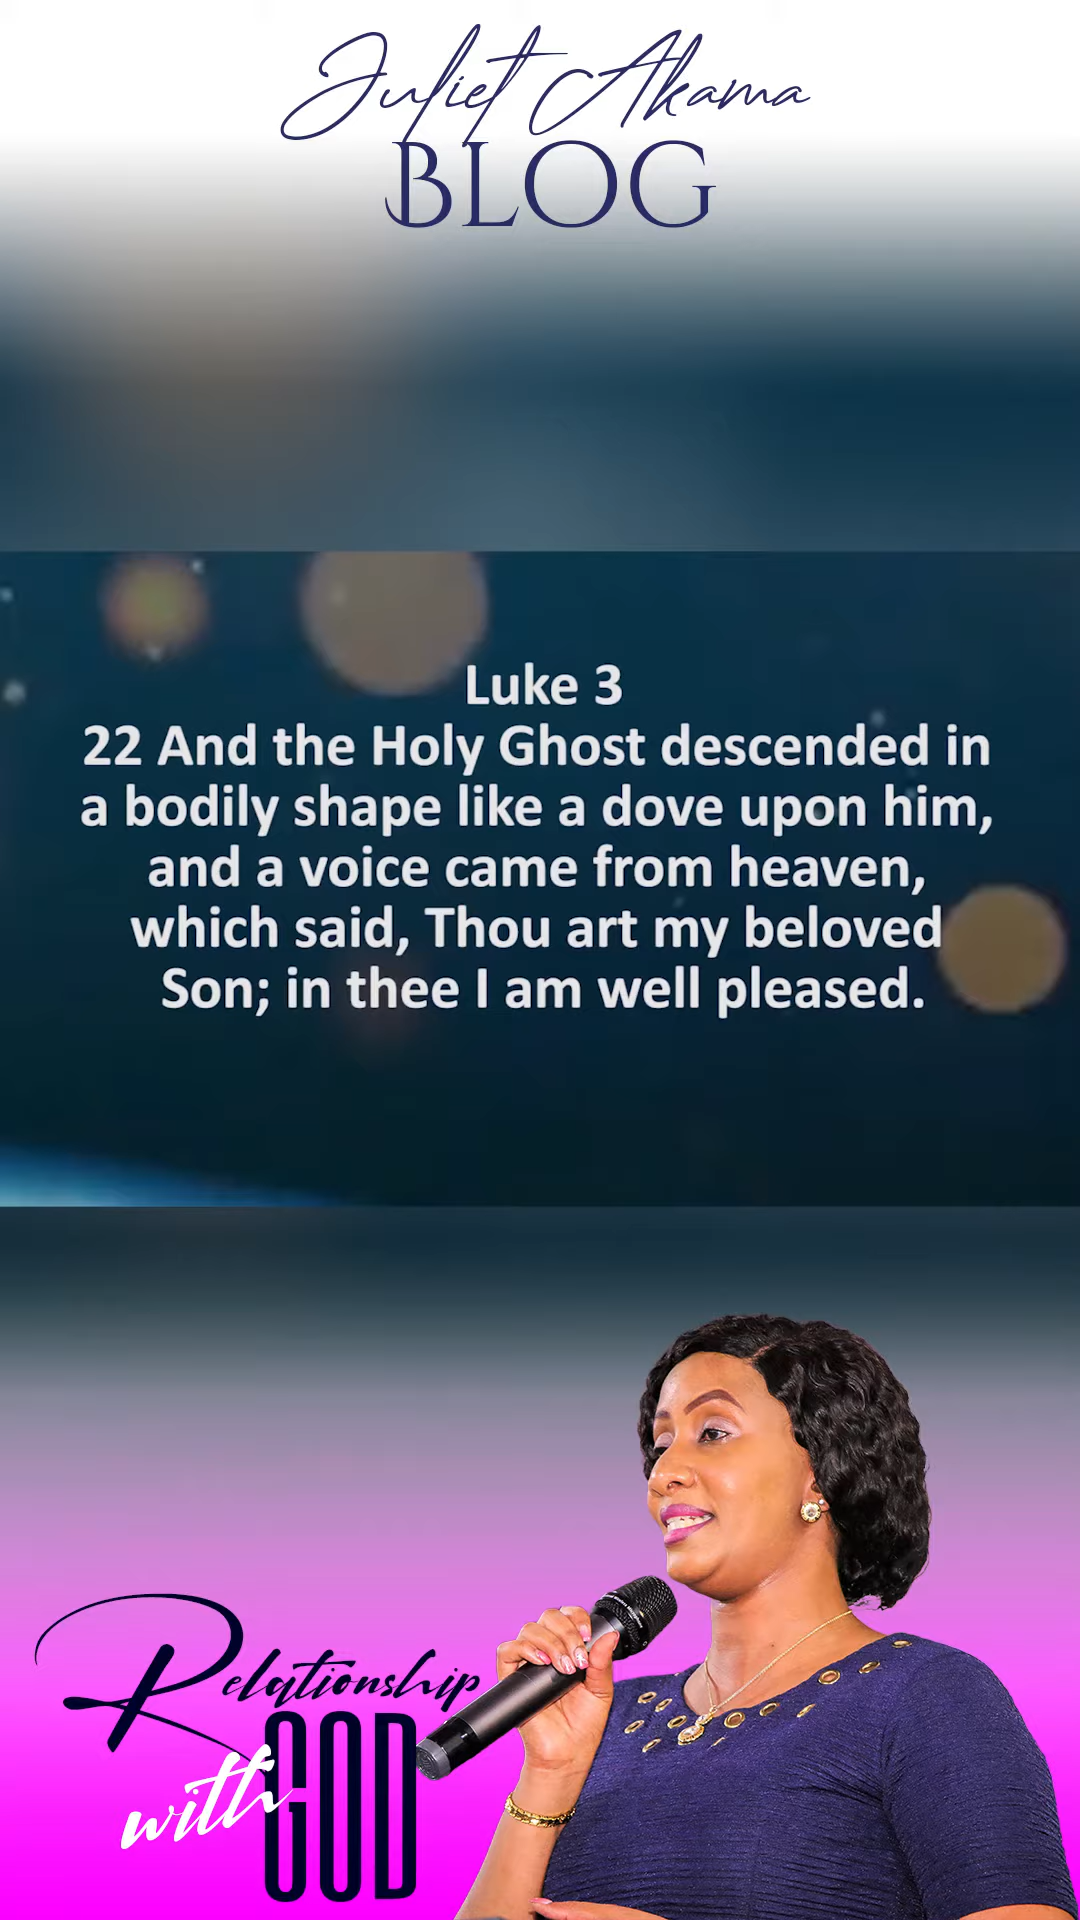 Juliet Akama
BLOG
Luke 3
22 And the Holy Ghost descended in
a bodily shape like a dove upon him,
and a voice came from heaven,
which said, Thou art my beloved
Son; in thee I am well pleased.
Relationship
with GOD